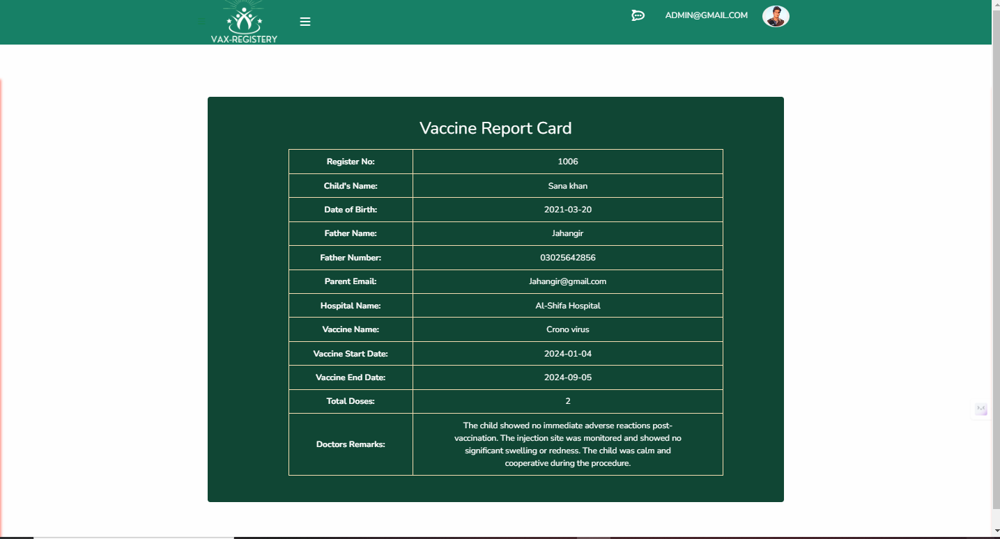 VAX-REGISTERY
ADMIN@GMAIL.COM
Vaccine Report Card
Register No: 1006
Child's Name: Sana khan
Date of Birth: 2021-03-20
Father Name: Jahangir
Father Number: 03025642856
Parent Email: Jahangir@gmail.com
Hospital Name: Al-Shifa Hospital
Vaccine Name: Crono virus
Vaccine Start Date: 2024-01-04
Vaccine End Date: 2024-09-05
Total Doses: 2
Doctors Remarks:
The child showed no immediate adverse reactions post-
vaccination. The injection site was monitored and showed no
significant swelling or redness. The child was calm and
cooperative during the procedure.